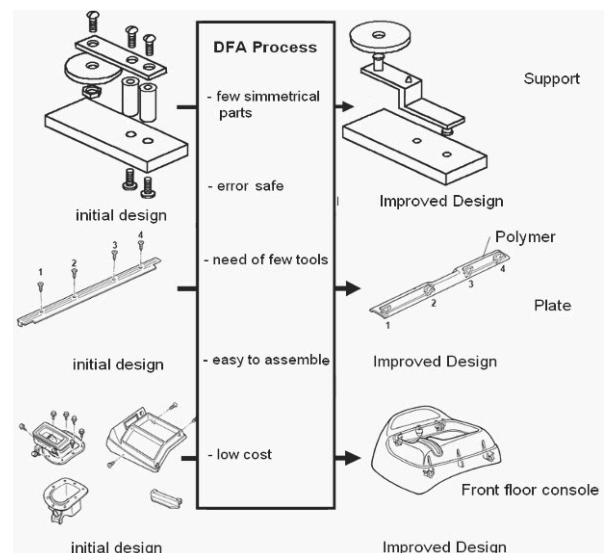 DFA Process
- few simmetrical
parts
- error safe
- need of few tools
- easy to assemble
- low cost
initial design
Support
Improved Design
1
2
3
4
initial design
Polymer
1
2
3
4
Plate
Improved Design
initial design
Front floor console
Improved Design